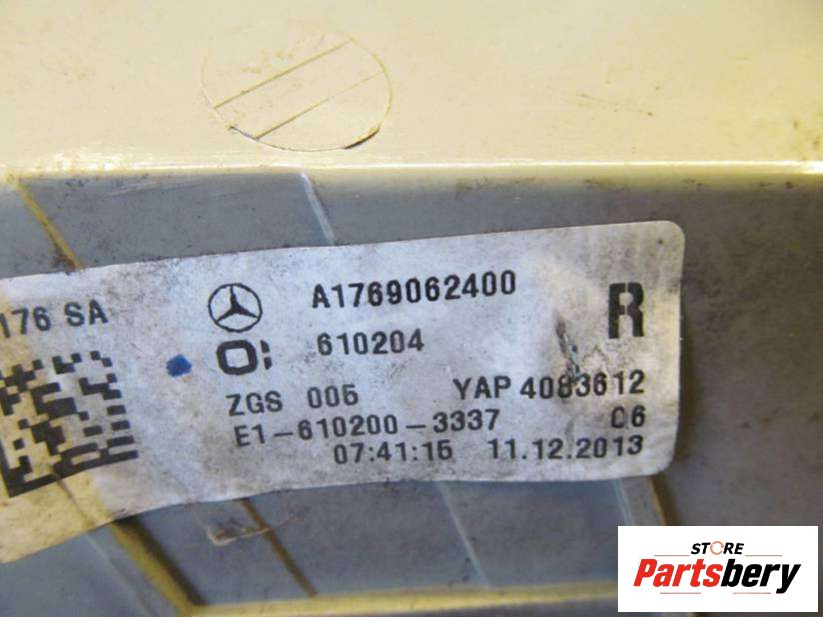 176 SA
A1769062400
R
610204
ZGS 005 YAP 4083612
E1-610200-3337 06
07:41:15 11.12.2013
STORE
Partsbery